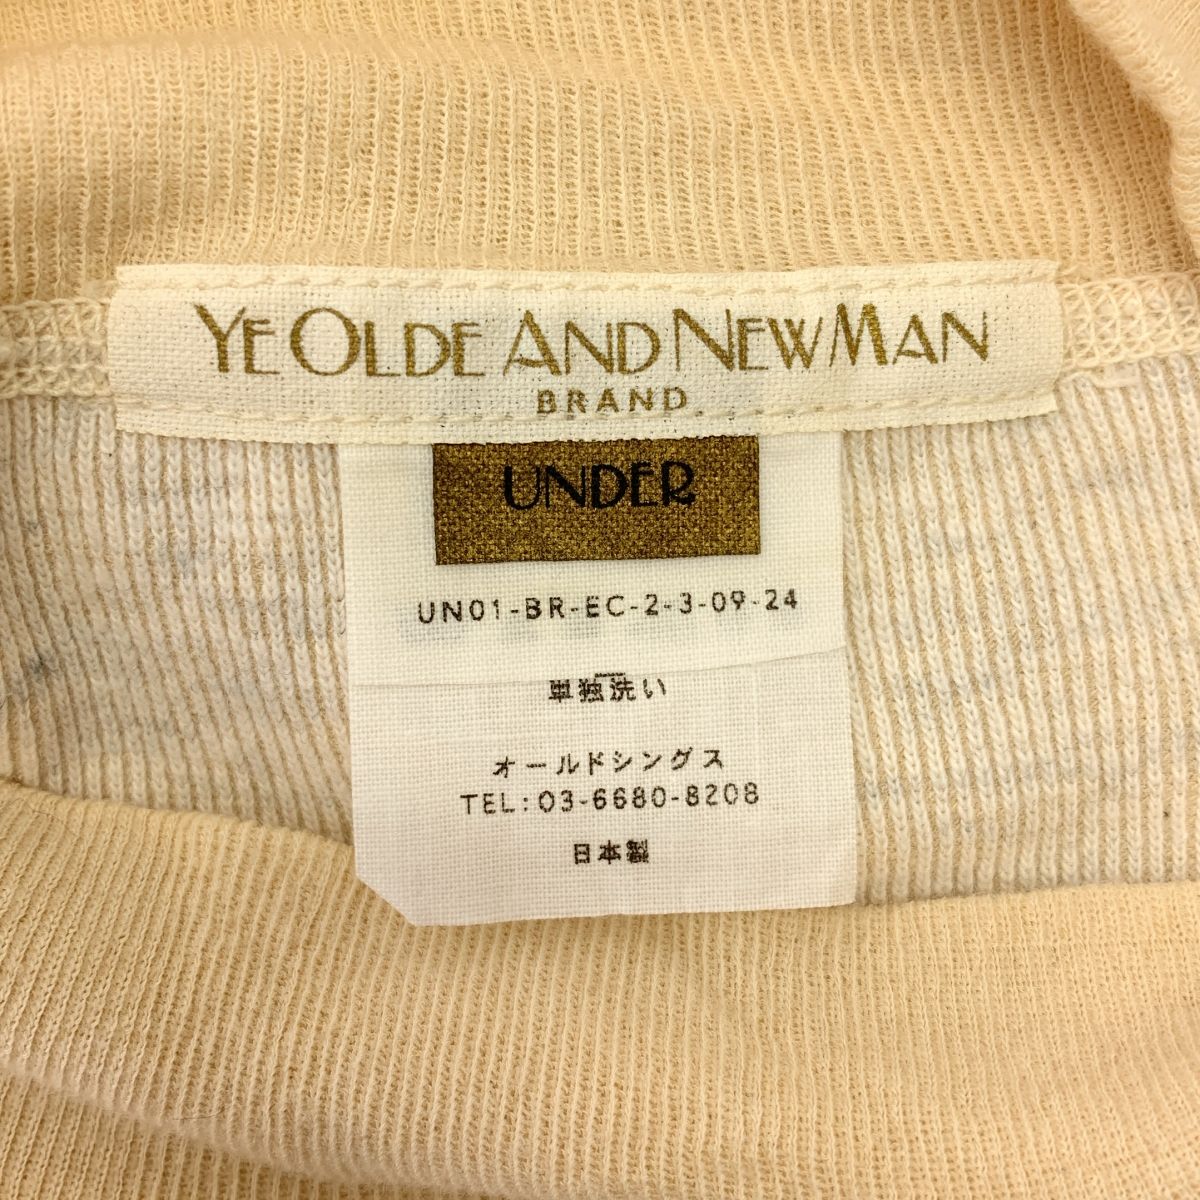 YE OLDE AND NEW MAN
BRAND
UNDER
UN01-BR-EC-2-3-09-24
単独洗い
オールドシングス
TEL:03-6680-8208
日本製